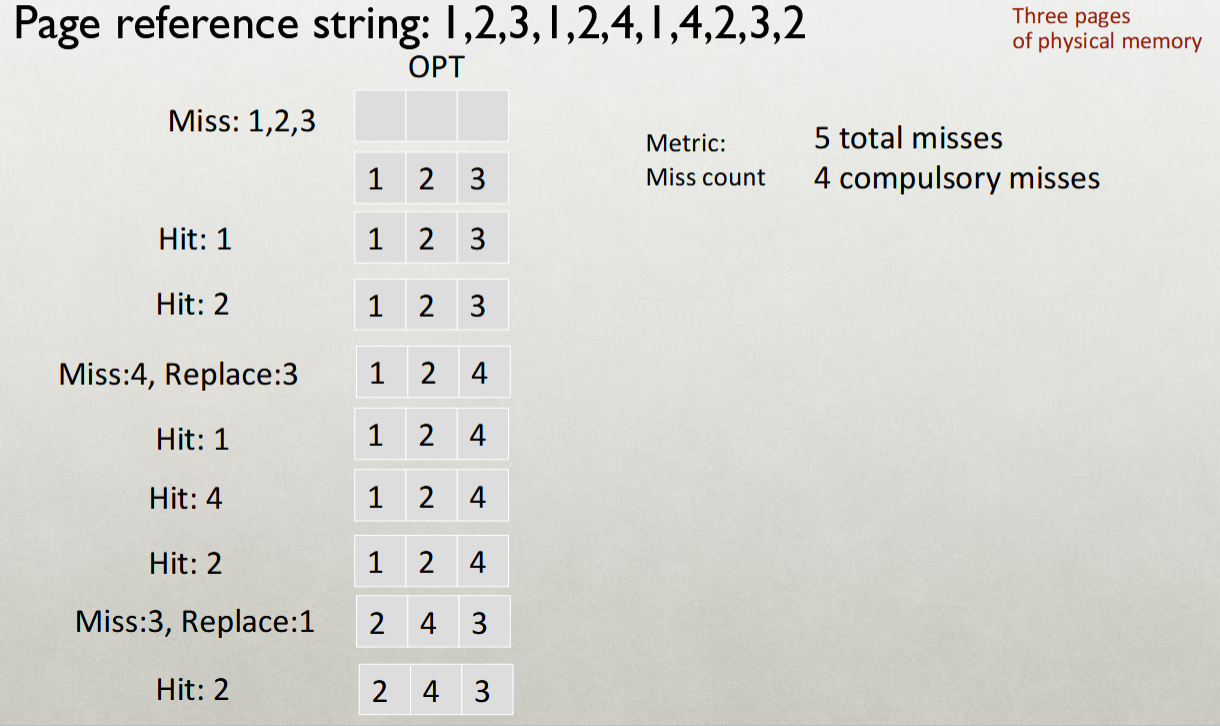 Page reference string: 1,2,3,1,2,4,1,4,2,3,2
Three pages
of physical memory
OPT
Miss: 1,2,3
1 2 3
Hit: 1
1 2 3
Hit: 2
1 2 3
Miss:4, Replace:3
1 2 4
Hit: 1
1 2 4
Hit: 4
1 2 4
Hit: 2
1 2 4
Miss:3, Replace:1
2 4 3
Hit: 2
2 4 3
Metric:
Miss count
5 total misses
4 compulsory misses